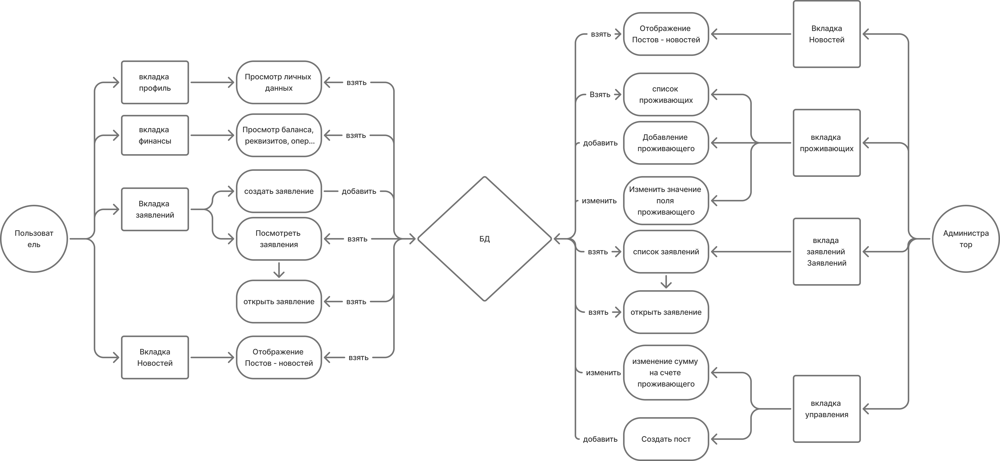 Пользоват
ель
вкладка
профиль
вкладка
финансы
Вкладка
заявлений
Вкладка
Новостей
Просмотр личных
данных
Просмотр баланса,
реквизитов, опер...
создать заявление
Посмотреть
заявления
открыть заявление
Отображение
Постов - новостей
взять
взять
добавить
взять
взять
взять
БД
взять
Взять
добавить
изменить
взять
взять
изменить
добавить
Отображение
Постов - новостей
список
проживающих
Добавление
проживающего
Изменить значение
поля
проживающего
список заявлений
открыть заявление
изменение сумму
на счете
проживающего
Создать пост
Вкладка
Новостей
вкладка
проживающих
вклада
заявлений
Заявлений
вкладка
управления
Администра
тор